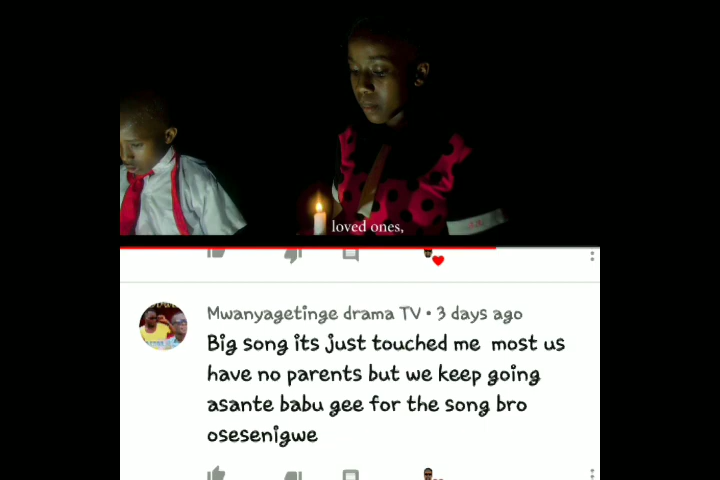 loved ones,
Mwanyagetinge drama TV • 3 days ago
Big song its just touched me most us
have no parents but we keep going
asante babu gee for the song bro
osesenigwe